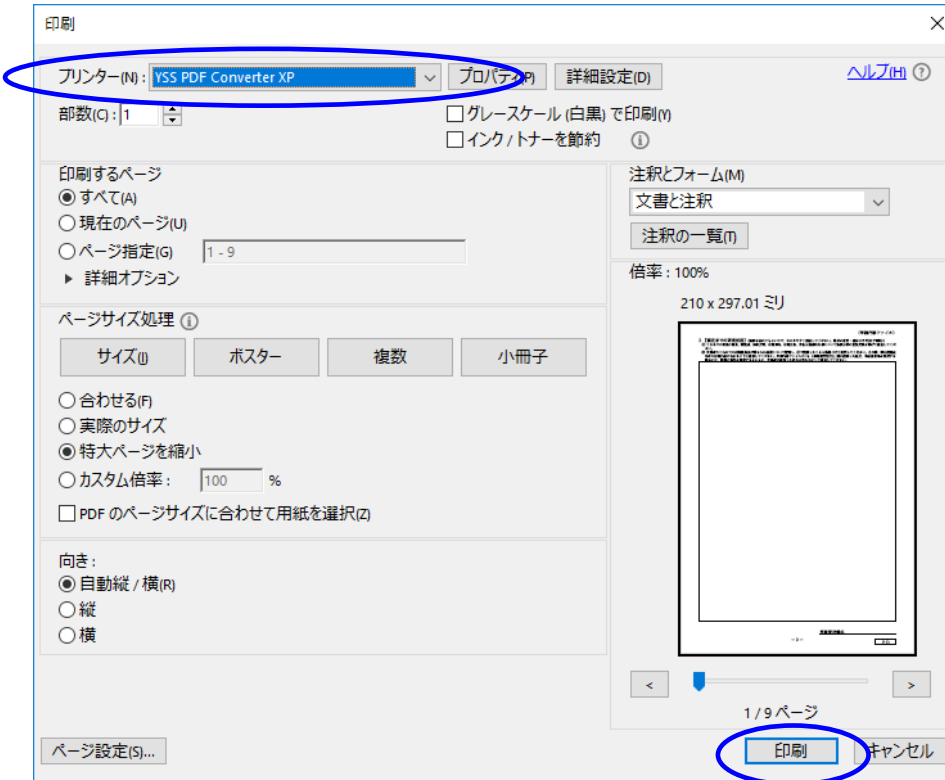 印刷
プリンター(N) : YSS PDF Converter XP プロパティ(P) 詳細設定(D) ヘルプ(H) ?
部数(C) : 1 グレースケール (白黒) で印刷(Y)
インク / トナーを節約
印刷するページ
すべて(A)
現在のページ(U)
ページ指定(G) 1 - 9
詳細オプション
ページサイズ処理
サイズ(I) ポスター 複数 小冊子
合わせる(F)
実際のサイズ
特大ページを縮小
カスタム倍率 : 100 %
PDF のページサイズに合わせて用紙を選択(Z)
向き :
自動縦 / 横(R)
縦
横
注釈とフォーム(M)
文書と注釈
注釈の一覧(T)
倍率 : 100%
210 x 297.01 ミリ
< >
1 / 9 ページ
ページ設定(S)... 印刷 キャンセル